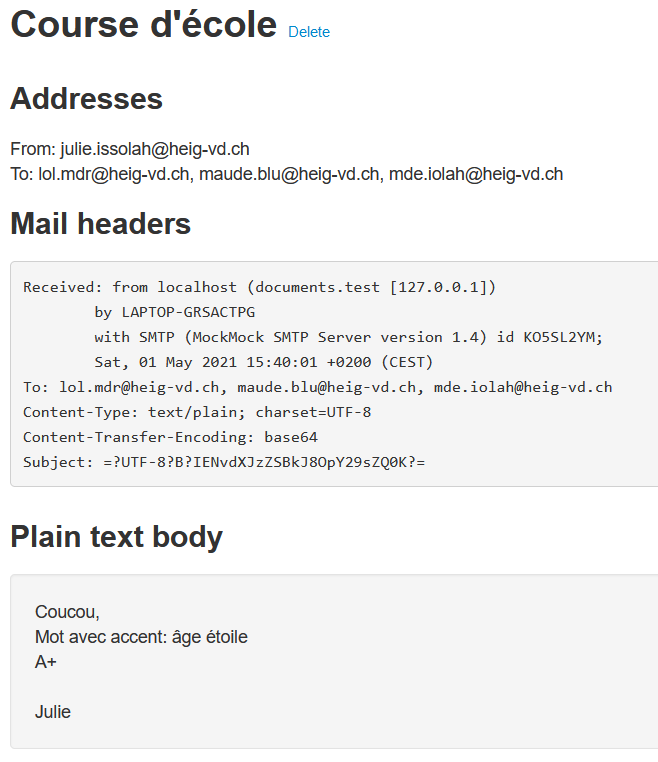 Course d'école Delete
Addresses
From: julie.issolah@heig-vd.ch
To: lol.mdr@heig-vd.ch, maude.blu@heig-vd.ch, mde.iolah@heig-vd.ch
Mail headers
Received: from localhost (documents.test [127.0.0.1])
by LAPTOP-GRSACTPG
with SMTP (MockMock SMTP Server version 1.4) id KO5SL2YM;
Sat, 01 May 2021 15:40:01 +0200 (CEST)
To: lol.mdr@heig-vd.ch, maude.blu@heig-vd.ch, mde.iolah@heig-vd.ch
Content-Type: text/plain; charset=UTF-8
Content-Transfer-Encoding: base64
Subject: =?UTF-8?B?IENvdXJzZSBkJ8OpY29sZQ0K?=
Plain text body
Coucou,
Mot avec accent: âge étoile
A+
Julie